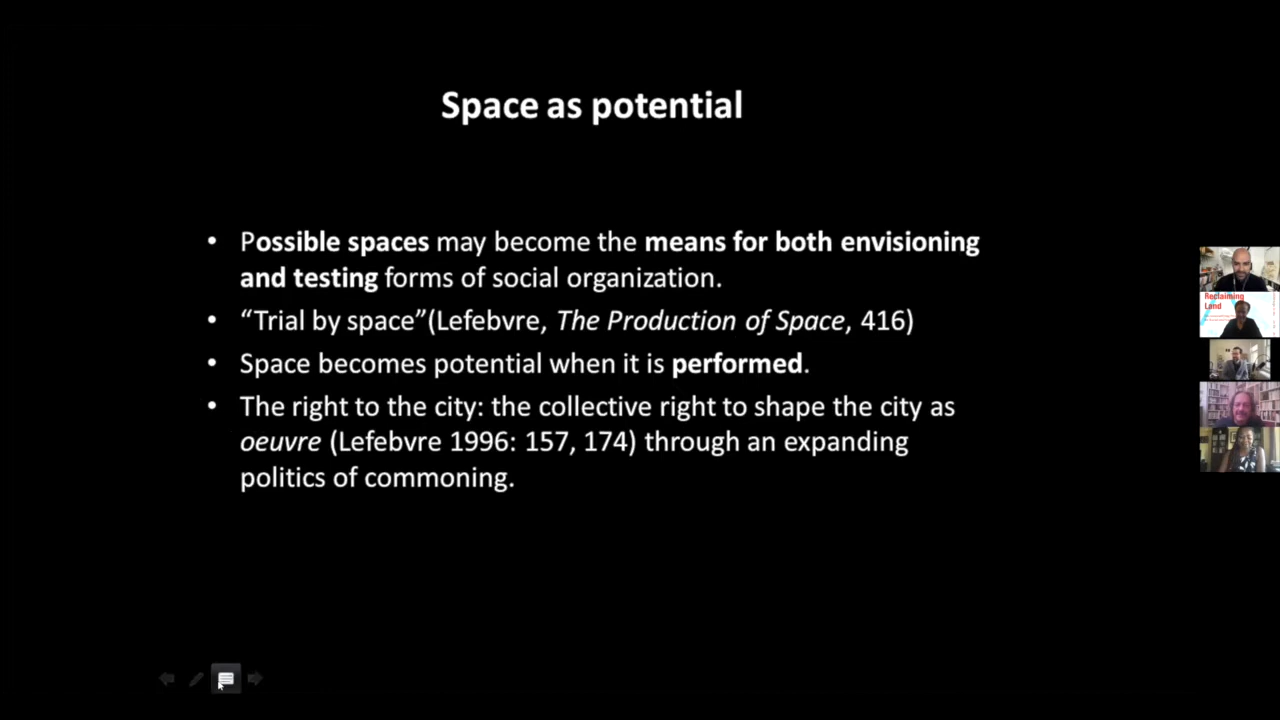 Space as potential
• Possible spaces may become the means for both envisioning
and testing forms of social organization.
• “Trial by space”(Lefebvre, The Production of Space, 416)
• Space becomes potential when it is performed.
• The right to the city: the collective right to shape the city as
oeuvre (Lefebvre 1996: 157, 174) through an expanding
politics of commoning.
Reclaiming
Land